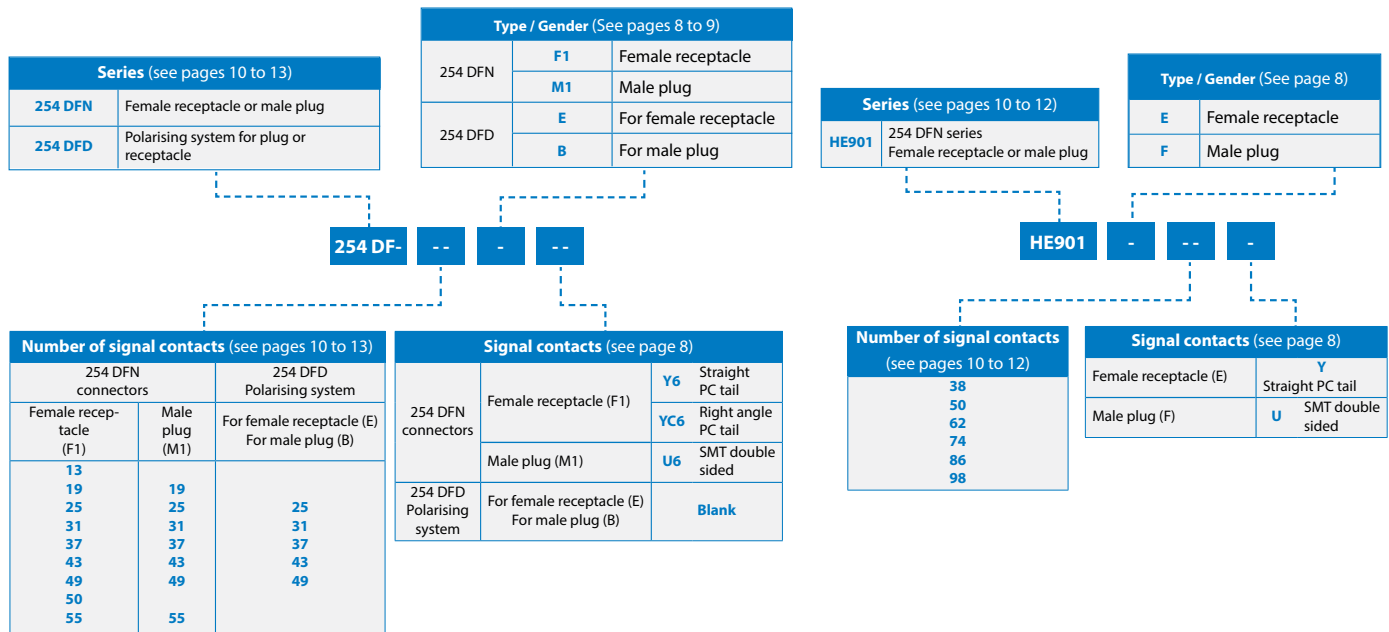 Series (see pages 10 to 13)
254 DFN Female receptacle or male plug
254 DFD Polarising system for plug or
receptacle
Type / Gender (See pages 8 to 9)
254 DFN F1 Female receptacle
M1 Male plug
254 DFD E For female receptacle
B For male plug
254 DF- -- - --
Number of signal contacts (see pages 10 to 13)
254 DFN
connectors
254 DFD
Polarising system
Female recep-
tacle
(F1)
Male
plug
(M1)
For female receptacle (E)
For male plug (B)
13
19 19
25 25 25
31 31 31
37 37 37
43 43 43
49 49 49
50
55 55
Signal contacts (see page 8)
254 DFN
connectors
Female receptacle (F1)
Y6 Straight
PC tail
YC6 Right angle
PC tail
Male plug (M1) U6 SMT double
sided
254 DFD
Polarising
system
For female receptacle (E)
For male plug (B)
Blank
Series (see pages 10 to 12)
HE901 254 DFN series
Female receptacle or male plug
Type / Gender (See page 8)
E Female receptacle
F Male plug
HE901 - -- -
Number of signal contacts
(see pages 10 to 12)
38
50
62
74
86
98
Signal contacts (see page 8)
Female receptacle (E) Y
Straight PC tail
Male plug (F) U SMT double
sided